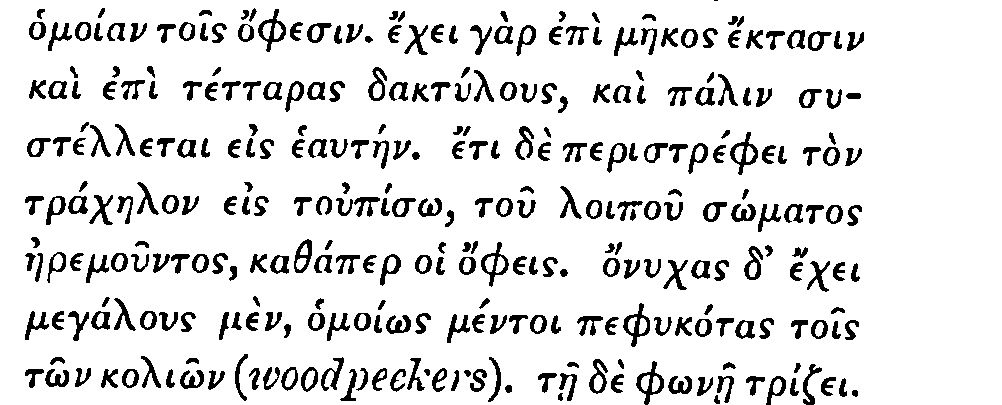 ὁμοίαν τοῖς ὄφεσιν. ἔχει γὰρ ἐπὶ μῆκος ἔκτασιν
καὶ ἐπὶ τέτταρας δακτύλους, καὶ πάλιν συ-
στέλλεται εἰς ἑαυτήν. ἔτι δὲ περιστρέφει τὸν
τράχηλον εἰς τοὐπίσω, τοῦ λοιποῦ σώματος
ἠρεμοῦντος, καθάπερ οἱ ὄφεις. ὄνυχας δ’ ἔχει
μεγάλους μὲν, ὁμοίως μέντοι πεφυκότας τοῖς
τῶν κολιῶν (woodpeckers). τῇ δὲ φωνῇ τρίζει.